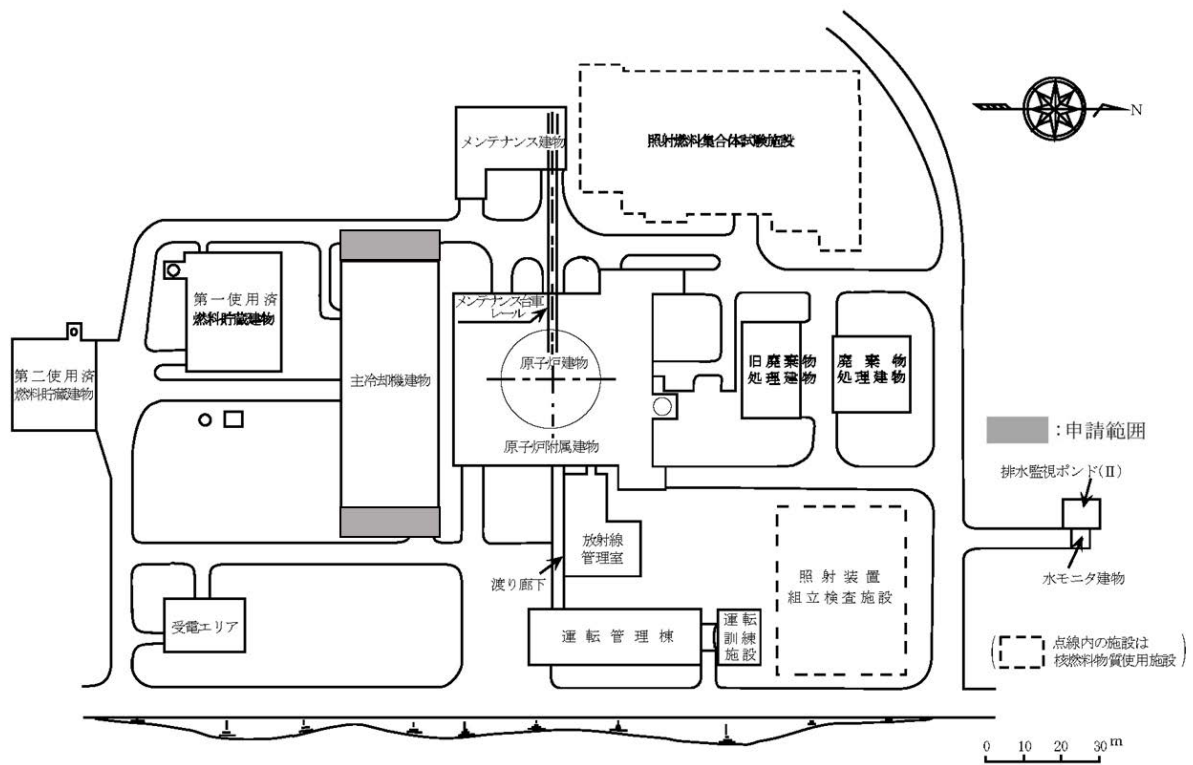 N
メンテナンス建物
照射燃料集合体試験施設
第一使用済
燃料貯蔵建物
メンテナンス台車
レール
第二使用済
燃料貯蔵建物
主冷却機建物
原子炉建物
原子炉附属建物
旧廃棄物
処理建物
廃棄物
処理建物
:申請範囲
排水監視ポンド(Ⅱ)
水モニタ建物
放射線
管理室
渡り廊下
照射装置
組立検査施設
受電エリア
運転管理棟
運転
訓練
施設
点線内の施設は
核燃料物質使用施設
0 10 20 30 m